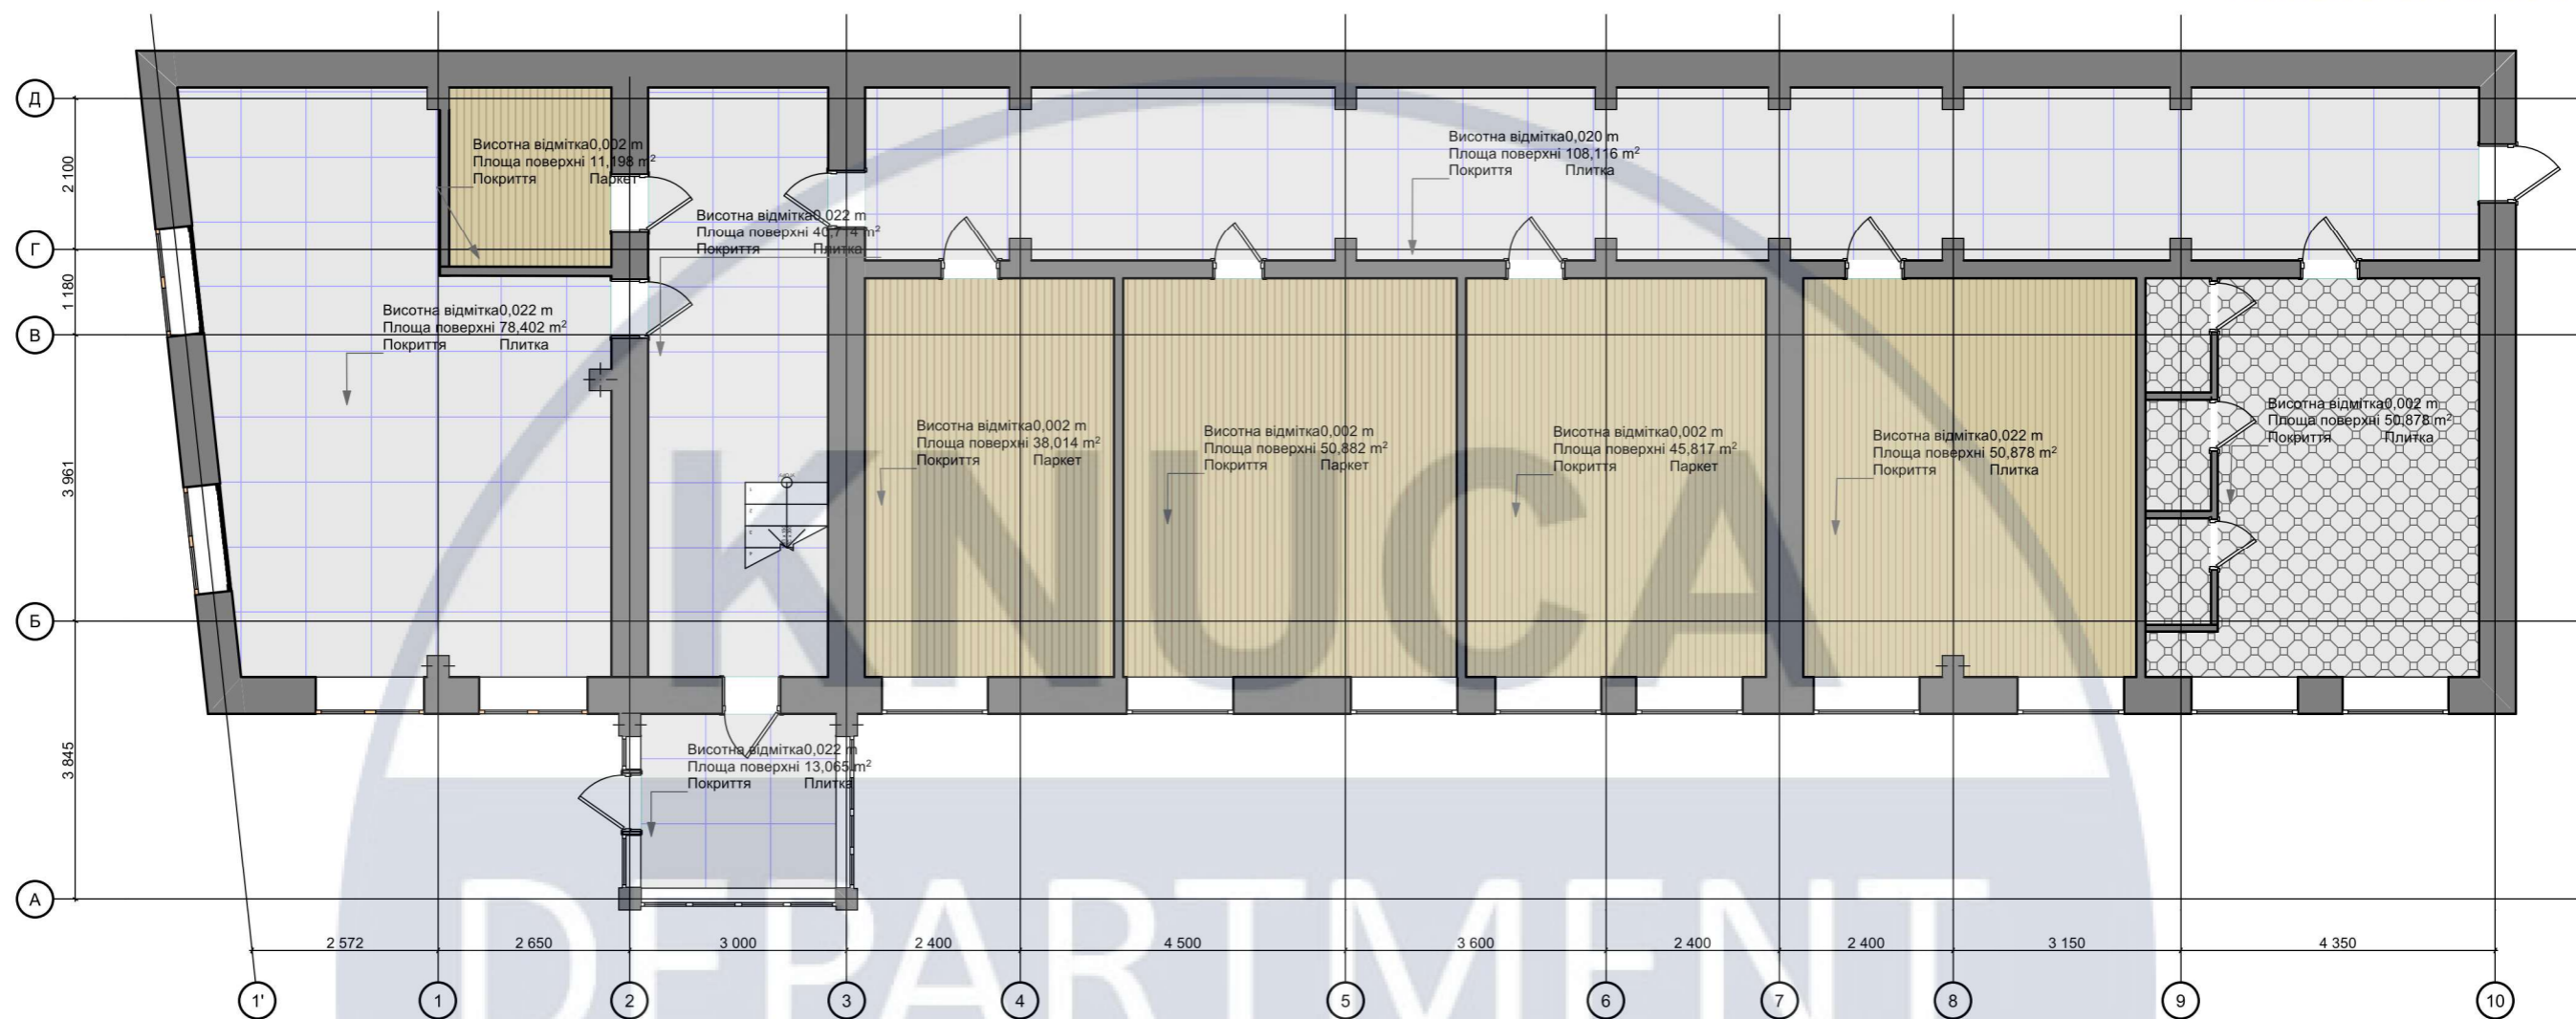 Д
Г
В
Б
А
2 100
1 180
3 961
3 845
Висотна відмітка0,002 m
Площа поверхні 11,198 m²
Покриття Паркет
Висотна відмітка0,022 m
Площа поверхні 40,7 4 m²
Покриття Плитка
Висотна відмітка0,020 m
Площа поверхні 108,116 m²
Покриття Плитка
Висотна відмітка0,022 m
Площа поверхні 78,402 m²
Покриття Плитка
Висотна відмітка0,002 m
Площа поверхні 38,014 m²
Покриття Паркет
Висотна відмітка0,002 m
Площа поверхні 50,882 m²
Покриття Паркет
Висотна відмітка0,002 m
Площа поверхні 45,817 m²
Покриття Паркет
Висотна відмітка0,022 m
Площа поверхні 50,878 m²
Покриття Плитка
Висотна відмітка0,002 m
Площа поверхні 50,878 m²
Покриття Плитка
Висотна відмітка0,022 m
Площа поверхні 13,065 m²
Покриття Плитка
KNUCA
DEPARTMENT
2 572
2 650
3 000
2 400
4 500
3 600
2 400
2 400
3 150
4 350
1'
1
2
3
4
5
6
7
8
9
10